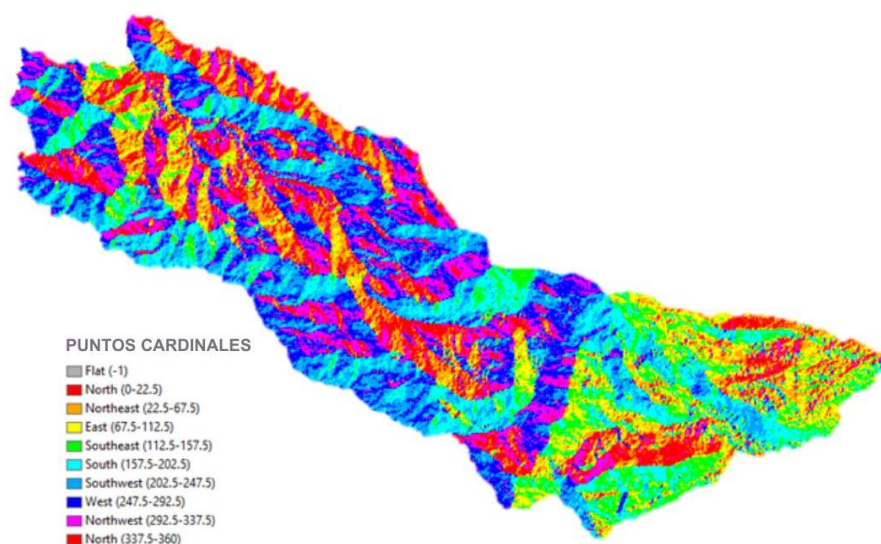 PUNTOS CARDINALES
Flat (-1)
North (0-22.5)
Northeast (22.5-67.5)
East (67.5-112.5)
Southeast (112.5-157.5)
South (157.5-202.5)
Southwest (202.5-247.5)
West (247.5-292.5)
Northwest (292.5-337.5)
North (337.5-360)